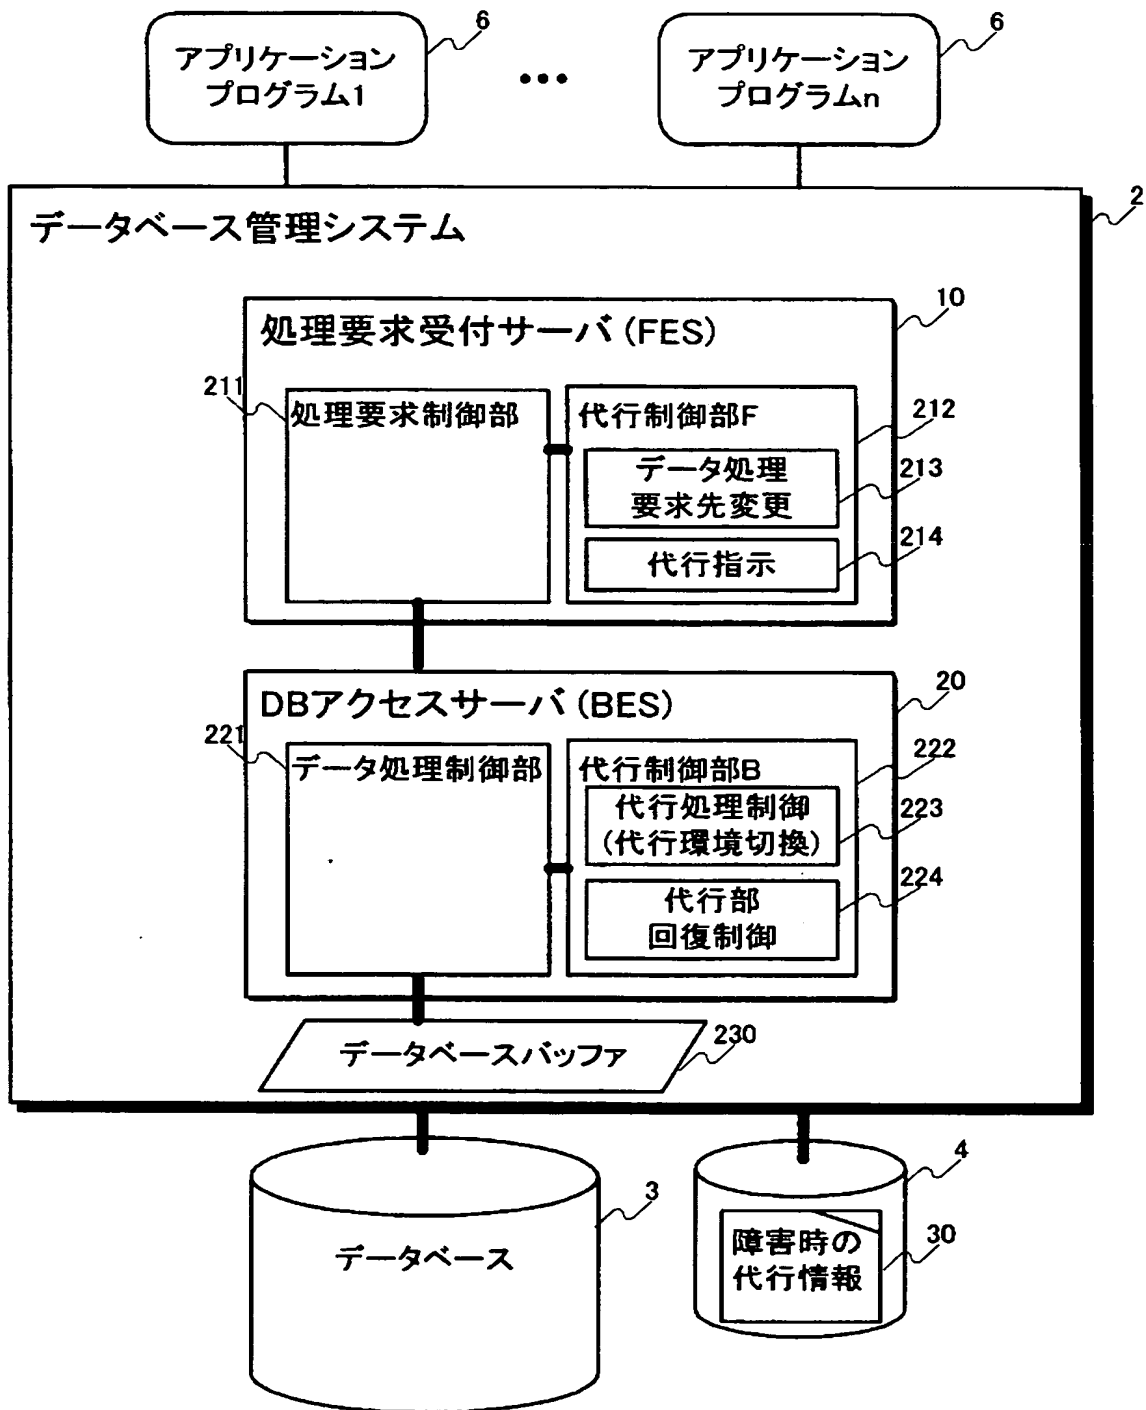 6
6
アプリケーション
プログラム1
•••
アプリケーション
プログラムn
2
データベース管理システム
10
処理要求受付サーバ(FES)
211
処理要求制御部
代行制御部F
212
データ処理
要求先変更
213
代行指示
214
20
DBアクセスサーバ(BES)
221
データ処理制御部
代行制御部B
222
代行処理制御
(代行環境切換)
223
代行部
回復制御
224
データベースバッファ
230
3
データベース
4
障害時の
代行情報
30